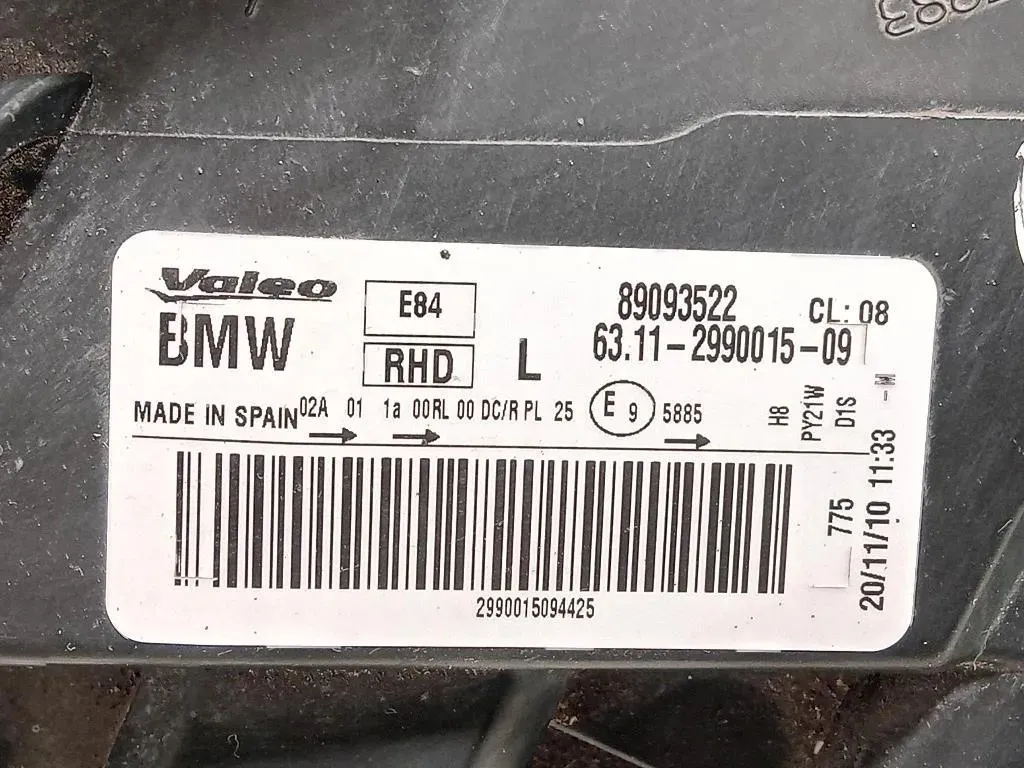 Valeo
BMW
E84
RHD
L
89093522
CL: 08
63.11-2990015-09
MADE IN SPAIN
02A 01 1a 00RL 00 DC/R PL 25
E 9
5885
H8
PY21W
D1S
775
20/11/10 11:33
2990015094425